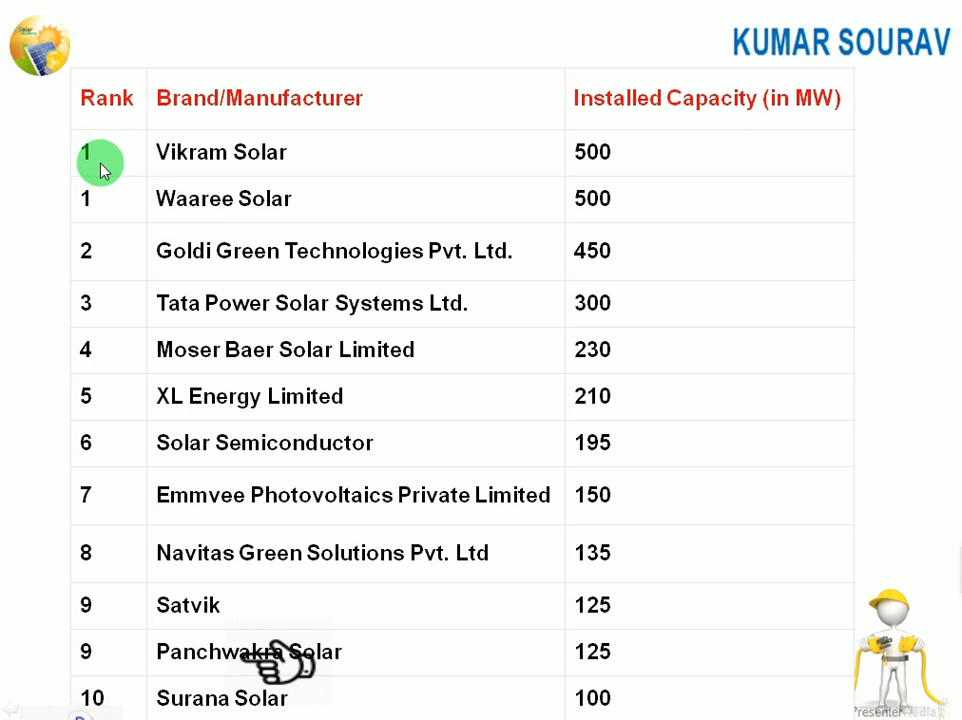 KUMAR SOURAV
Rank Brand/Manufacturer Installed Capacity (in MW)
1 Vikram Solar 500
1 Waaree Solar 500
2 Goldi Green Technologies Pvt. Ltd. 450
3 Tata Power Solar Systems Ltd. 300
4 Moser Baer Solar Limited 230
5 XL Energy Limited 210
6 Solar Semiconductor 195
7 Emmvee Photovoltaics Private Limited 150
8 Navitas Green Solutions Pvt. Ltd 135
9 Satvik 125
9 Panchwakra Solar 125
10 Surana Solar 100
PresenterMedia